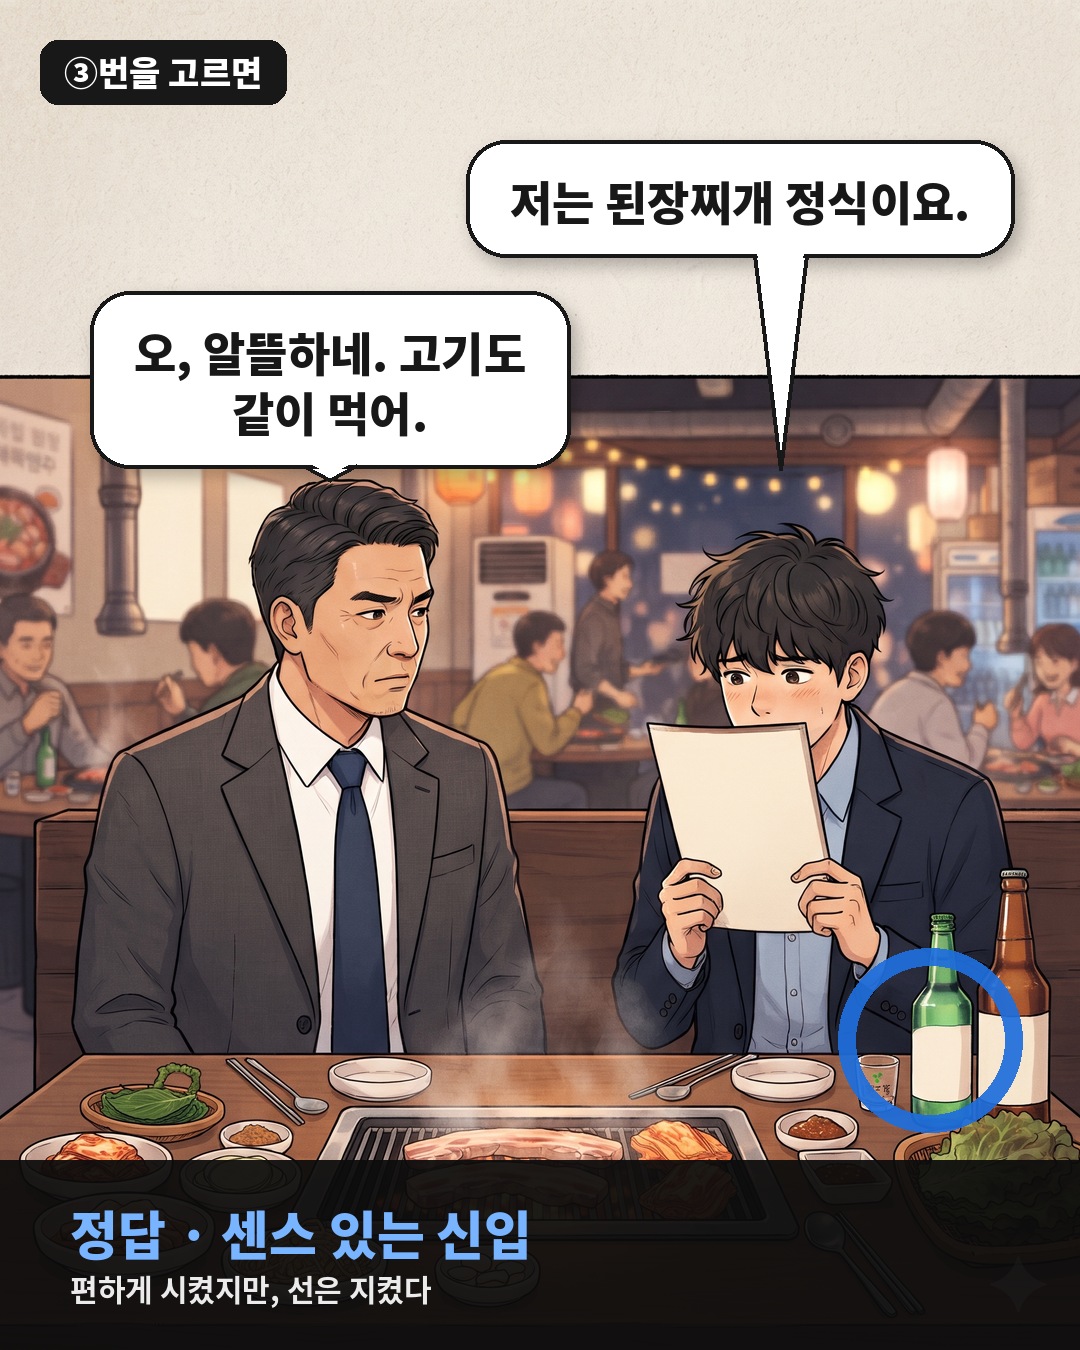 ③번을 고르면
저는 된장찌개 정식이요.
오, 알뜰하네. 고기도
같이 먹어.
정답 · 센스 있는 신입
편하게 시켰지만, 선은 지켰다